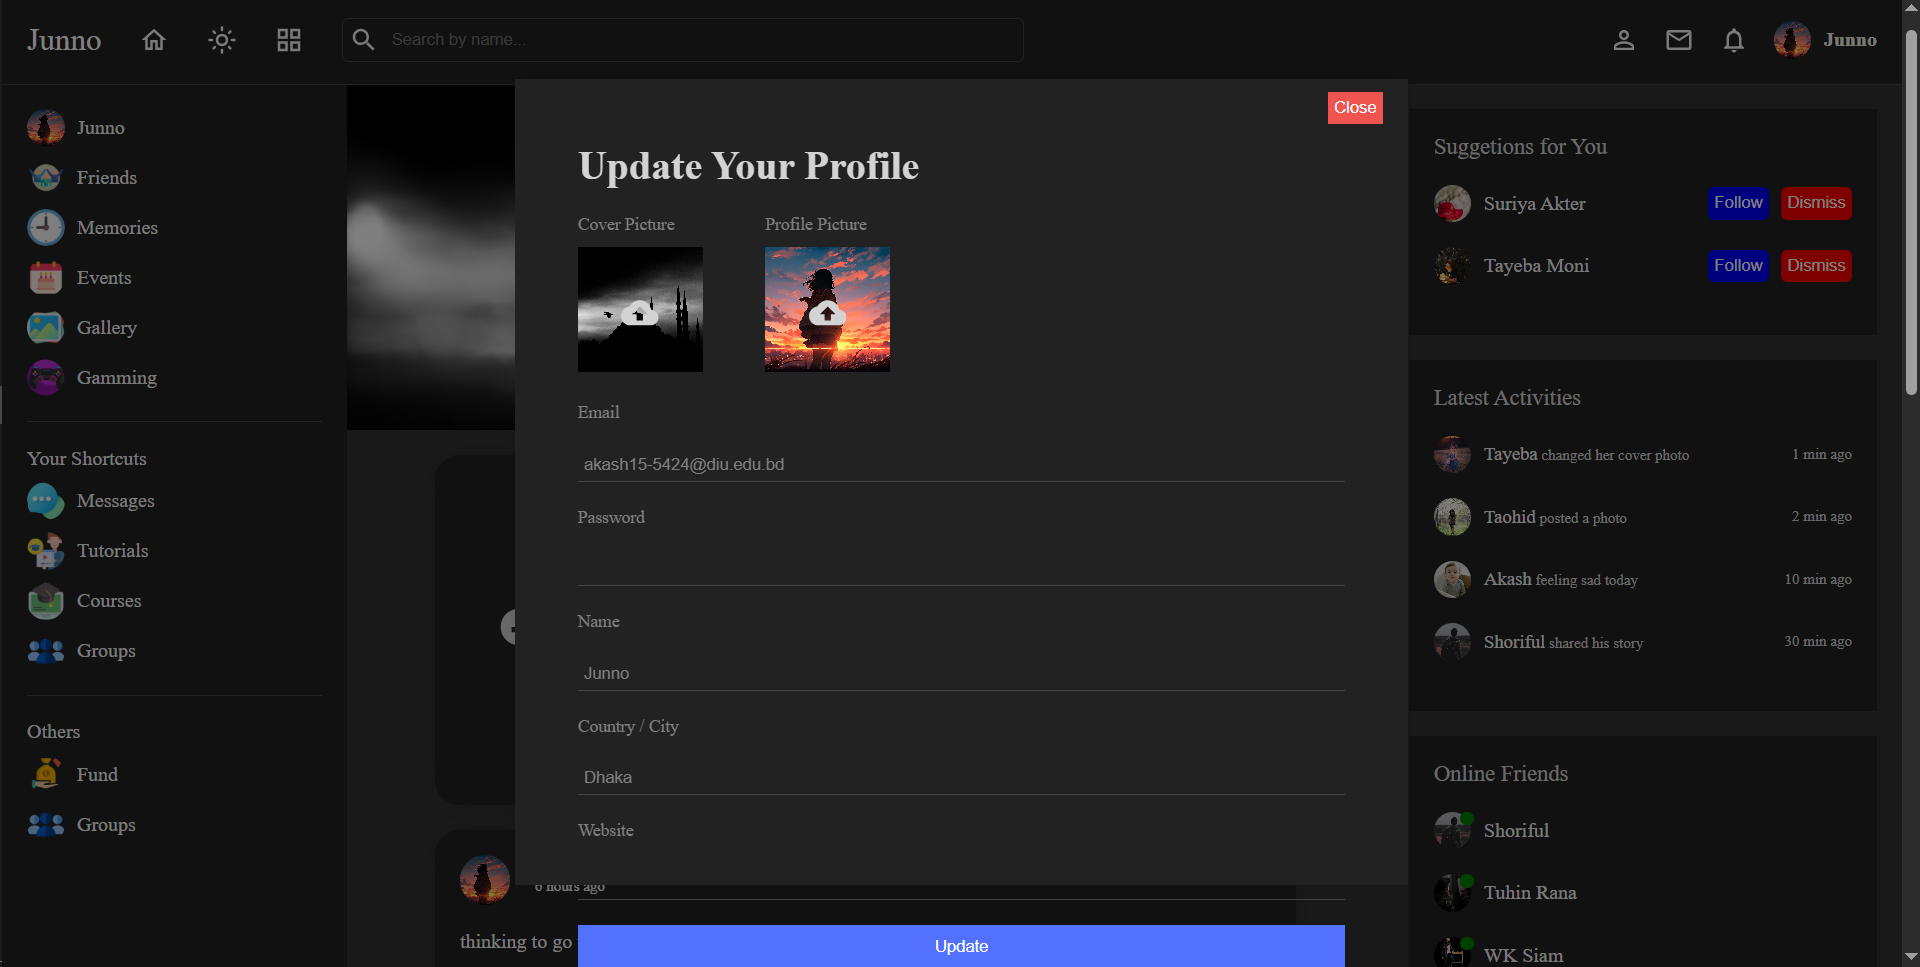 Junno
Search by name...
Junno
Junno
Friends
Memories
Events
Gallery
Gamming
Your Shortcuts
Messages
Tutorials
Courses
Groups
Others
Fund
Groups
Close
Update Your Profile
Cover Picture
Profile Picture
Email
akash15-5424@diu.edu.bd
Password
Name
Junno
Country / City
Dhaka
Website
6 hours ago
thinking to go
Update
Suggetions for You
Suriya Akter
Follow
Dismiss
Tayeba Moni
Follow
Dismiss
Latest Activities
Tayeba changed her cover photo
1 min ago
Taohid posted a photo
2 min ago
Akash feeling sad today
10 min ago
Shoriful shared his story
30 min ago
Online Friends
Shoriful
Tuhin Rana
WK Siam